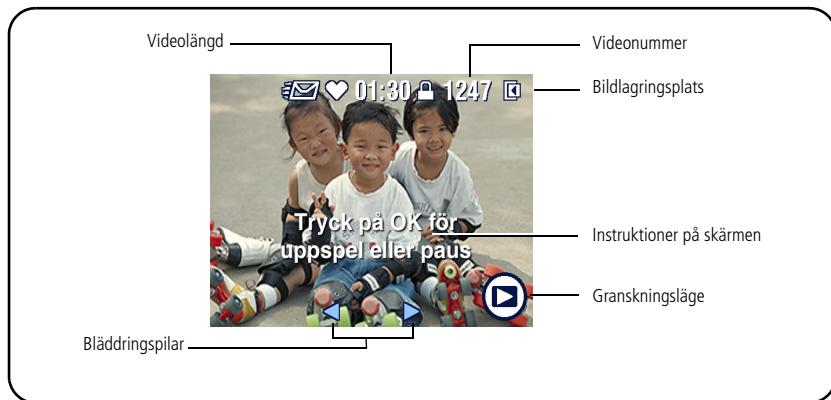 Videolängd
Videonummer
01:30 1247
Bildlagringsplats
Tryck på OK för
uppspel eller paus
Instruktioner på skärmen
Granskningsläge
Bläddringspilar